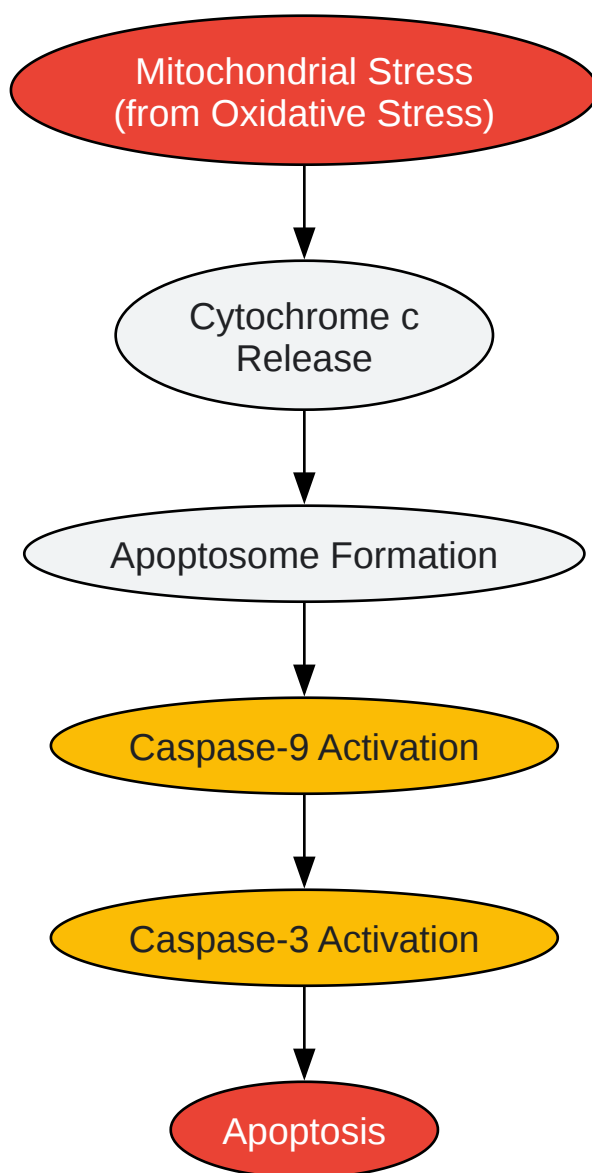 Mitochondrial Stress
(from Oxidative Stress)
Cytochrome c
Release
Apoptosome Formation
Caspase-9 Activation
Caspase-3 Activation
Apoptosis